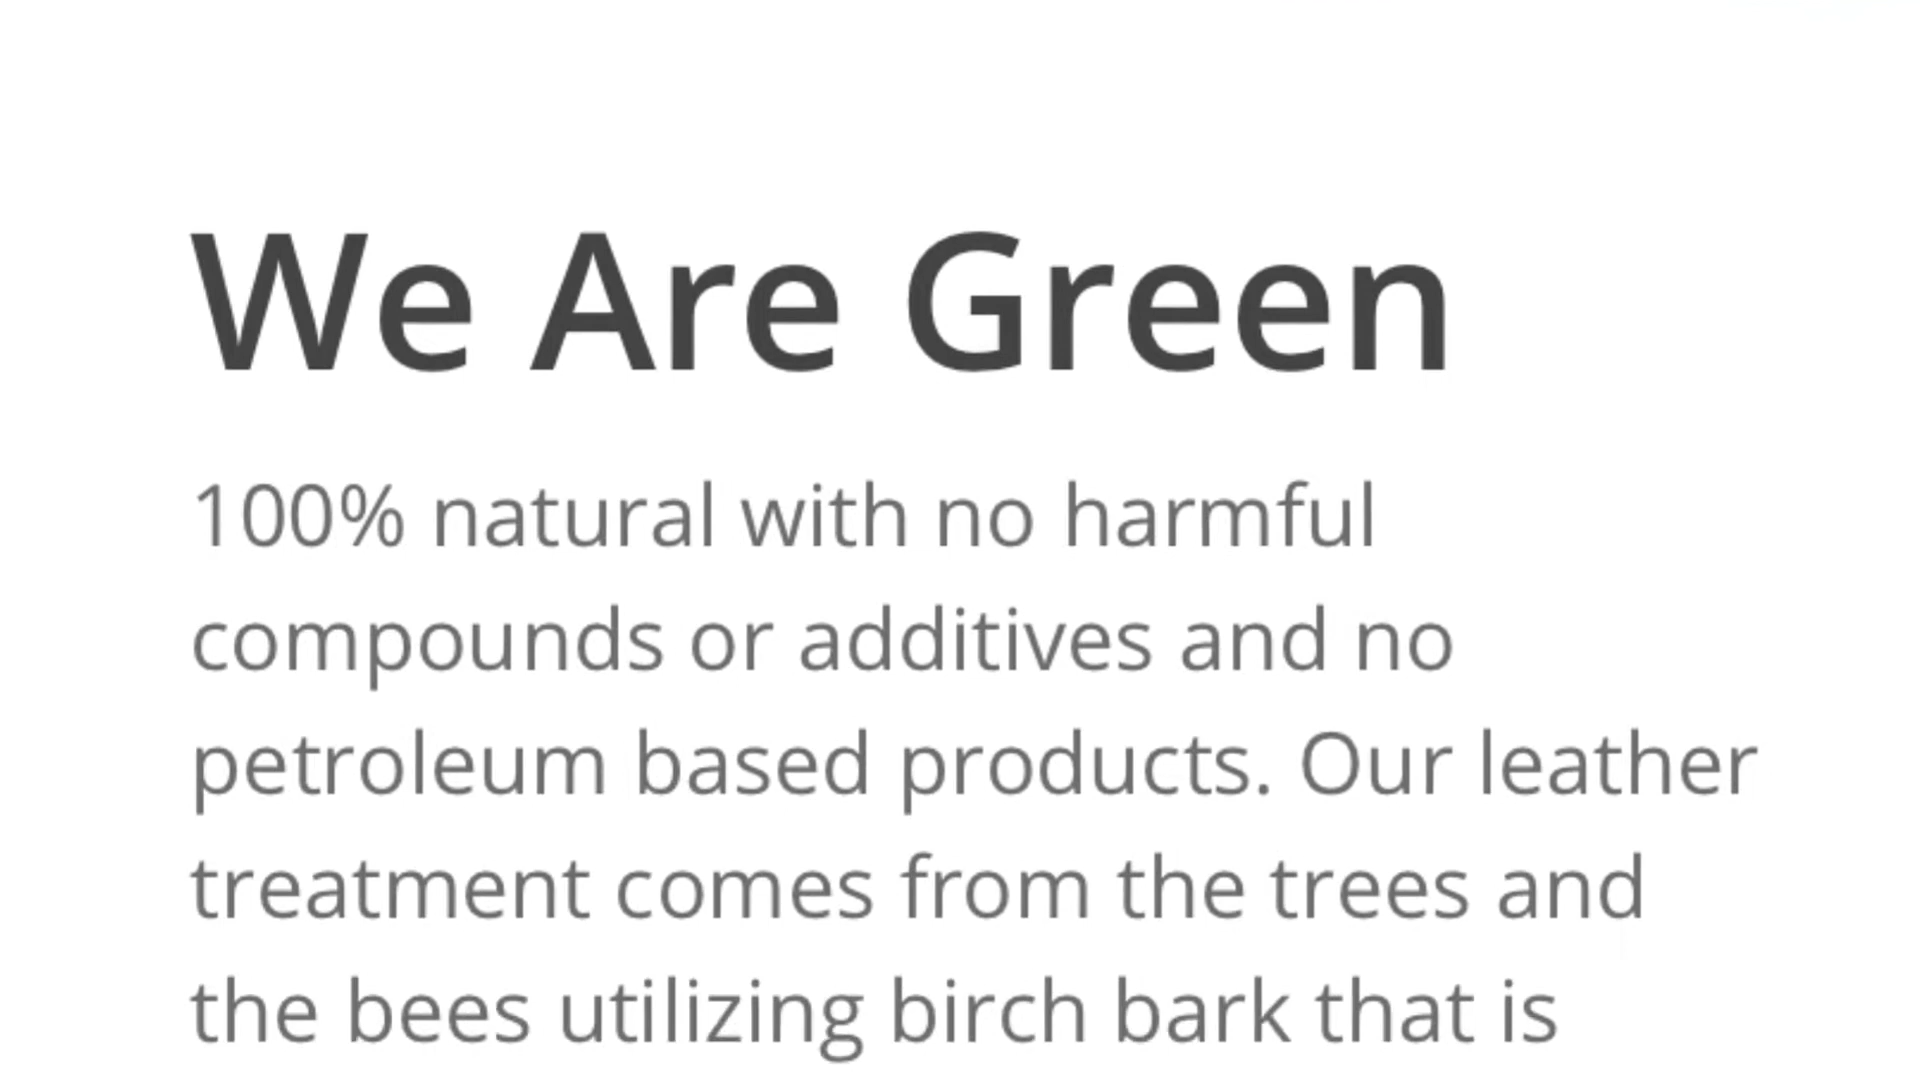 We Are Green
100% natural with no harmful
compounds or additives and no
petroleum based products. Our leather
treatment comes from the trees and
the bees utilizing birch bark that is